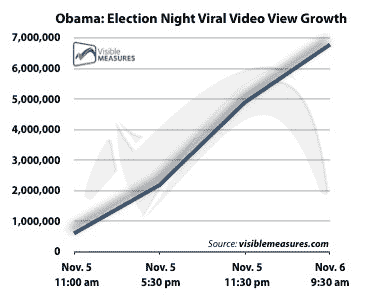 Obama: Election Night Viral Video View Growth
7,000,000
Visible
MEASURES
6,000,000
5,000,000
4,000,000
3,000,000
2,000,000
1,000,000
0
Source: visiblemeasures.com
Nov. 5 Nov. 5 Nov. 5 Nov. 6
11:00 am 5:30 pm 11:30 pm 9:30 am